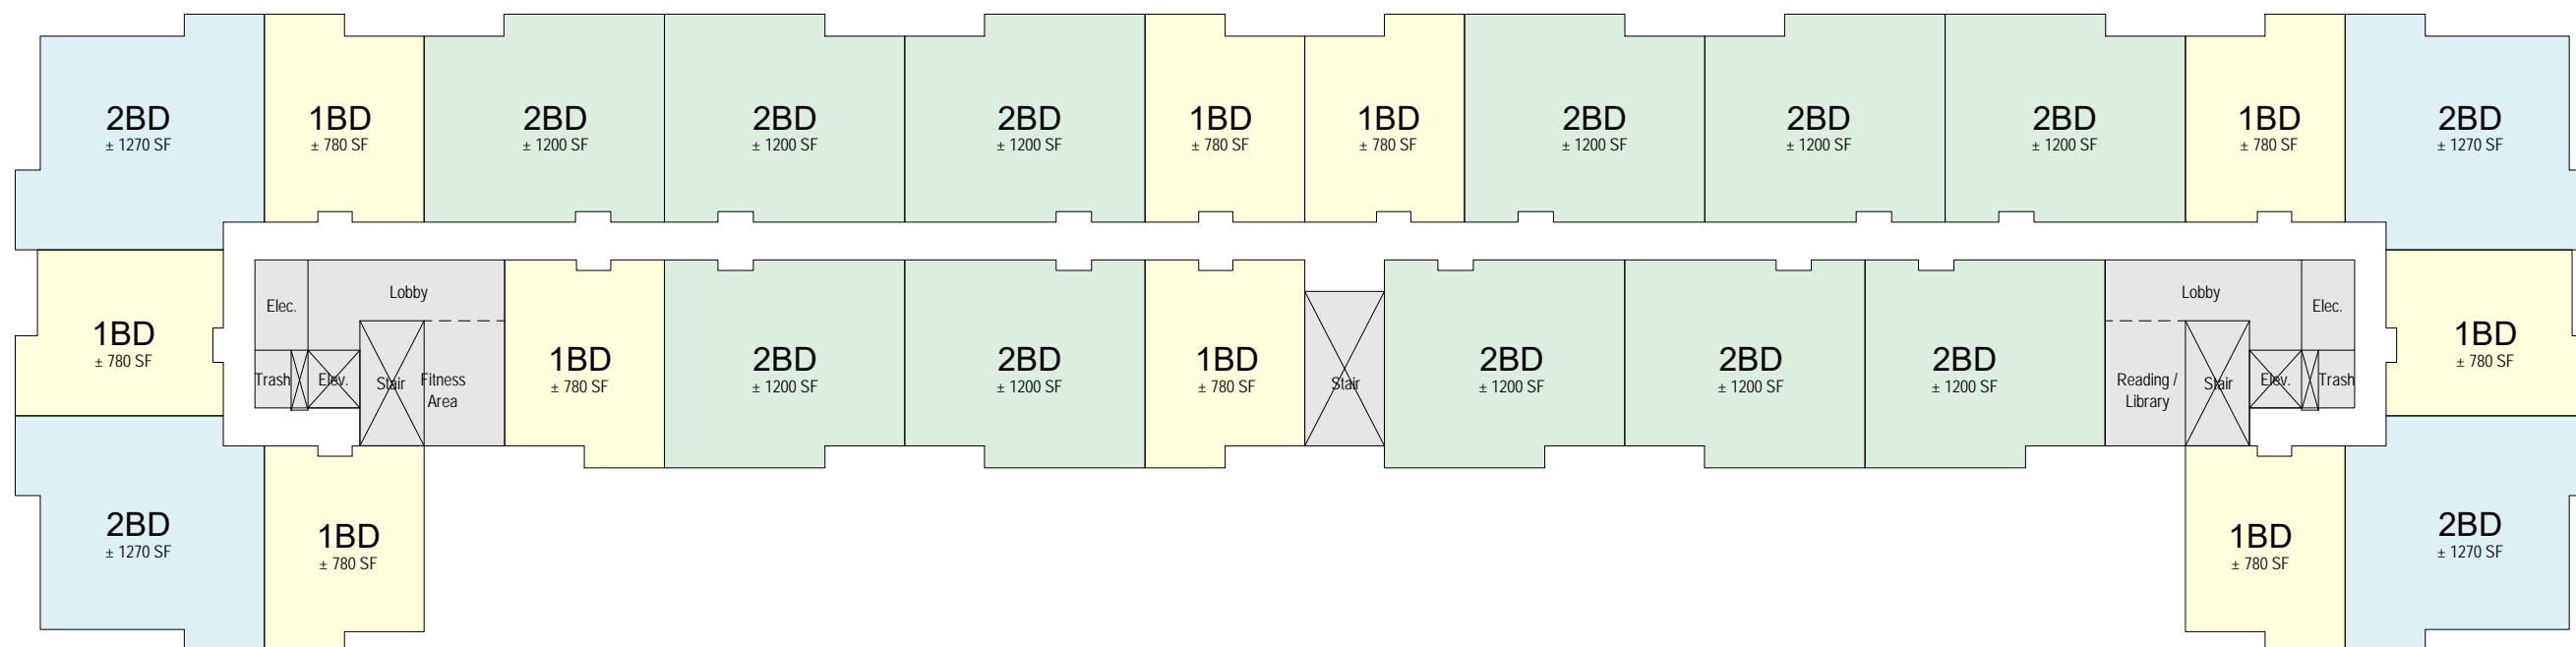 2BD
± 1270 SF
1BD
± 780 SF
2BD
± 1200 SF
2BD
± 1200 SF
2BD
± 1200 SF
1BD
± 780 SF
1BD
± 780 SF
2BD
± 1200 SF
2BD
± 1200 SF
2BD
± 1200 SF
1BD
± 780 SF
2BD
± 1270 SF
1BD
± 780 SF
Elec.
Lobby
Trash
Elev.
Stair
Fitness
Area
1BD
± 780 SF
2BD
± 1200 SF
2BD
± 1200 SF
1BD
± 780 SF
Stair
2BD
± 1200 SF
2BD
± 1200 SF
2BD
± 1200 SF
Lobby
Elec.
Reading /
Library
Stair
Elev.
Trash
1BD
± 780 SF
2BD
± 1270 SF
1BD
± 780 SF
1BD
± 780 SF
2BD
± 1270 SF